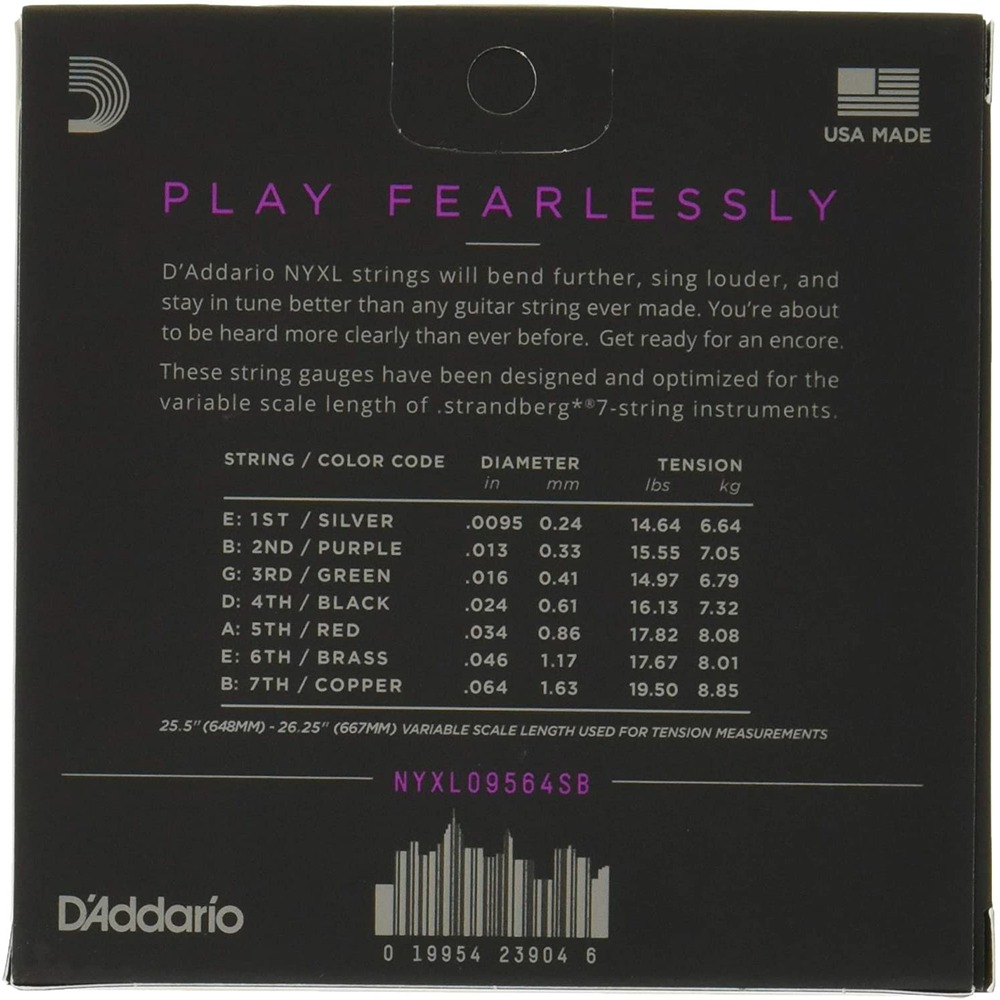 USA MADE
PLAY FEARLESSLY
D'Addario NYXL strings will bend further, sing louder, and
stay in tune better than any guitar string ever made. You're about
to be heard more clearly than ever before. Get ready for an encore.
These string gauges have been designed and optimized for the
variable scale length of .strandberg*® 7-string instruments.
STRING / COLOR CODE DIAMETER TENSION
in mm lbs kg
E: 1ST / SILVER .0095 0.24 14.64 6.64
B: 2ND / PURPLE .013 0.33 15.55 7.05
G: 3RD / GREEN .016 0.41 14.97 6.79
D: 4TH / BLACK .024 0.61 16.13 7.32
A: 5TH / RED .034 0.86 17.82 8.08
E: 6TH / BRASS .046 1.17 17.67 8.01
B: 7TH / COPPER .064 1.63 19.50 8.85
25.5" (648MM) - 26.25" (667MM) VARIABLE SCALE LENGTH USED FOR TENSION MEASUREMENTS
NYXL09564SB
D'Addario
0 19954 23904 6